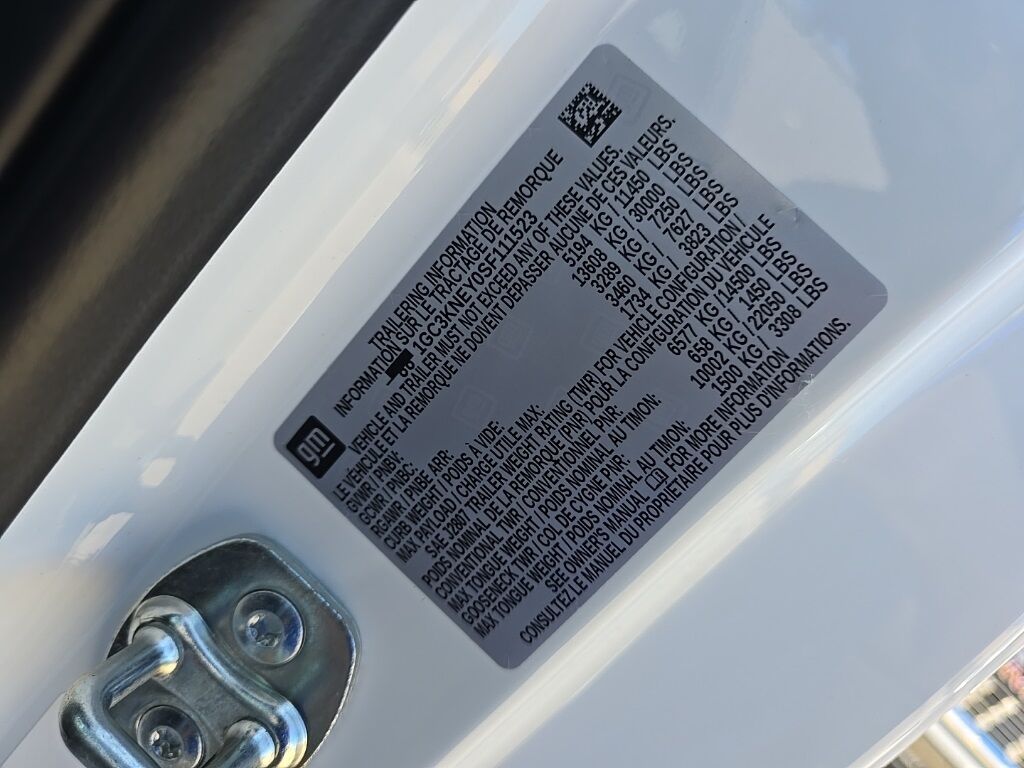 gm
TRAILERING INFORMATION
INFORMATION SUR LE TRACTAGE DE REMORQUE
1GC3KNEY0SF111523
VEHICLE AND TRAILER MUST NOT EXCEED ANY OF THESE VALUES.
LE VEHICULE ET LA REMORQUE NE DOIVENT DEPASSER AUCUNE DE CES VALEURS.
GVWR / PNBV: 5194 KG / 11450 LBS
GCWR / PNBC: 13608 KG / 30000 LBS
RGAWR / PNBE ARR: 3289 KG / 7250 LBS
CURB WEIGHT / POIDS À VIDE: 3461 KG / 7627 LBS
MAX PAYLOAD / CHARGE UTILE MAX: 1734 KG / 3823 LBS
SAE J2807 TRAILER WEIGHT RATING (TWR) FOR VEHICLE CONFIGURATION /
POIDS NOMINAL DE LA REMORQUE (PNR) POUR LA CONFIGURATION DU VÉHICULE
CONVENTIONAL TWR / CONVENTIONNEL PNR: 6577 KG / 14500 LBS
MAX TONGUE WEIGHT / POIDS NOMINAL AU TIMON: 658 KG / 1450 LBS
GOOSENECK TWR / COL DE CYGNE PNR: 10002 KG / 22050 LBS
MAX TONGUE WEIGHT / POIDS NOMINAL AU TIMON: 1500 KG / 3308 LBS
SEE OWNER'S MANUAL FOR MORE INFORMATION
CONSULTEZ LE MANUEL DU PROPRIÉTAIRE POUR PLUS D'INFORMATIONS.